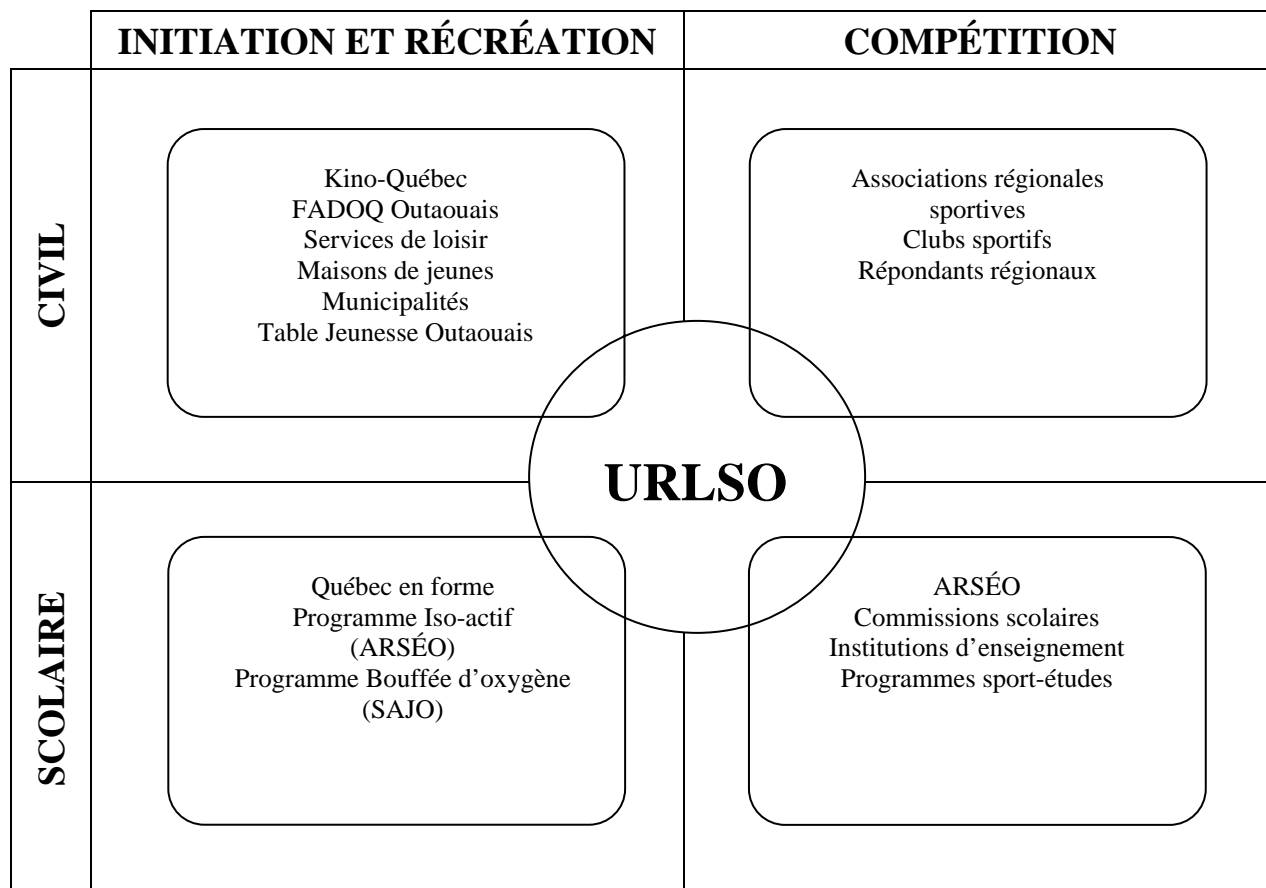 INITIATION ET RÉCRÉATION
COMPÉTITION
CIVIL
Kino-Québec
FADOQ Outaouais
Services de loisir
Maisons de jeunes
Municipalités
Table Jeunesse Outaouais
Associations régionales
sportives
Clubs sportifs
Répondants régionaux
URLSO
SCOLAIRE
Québec en forme
Programme Iso-actif
(ARSÉO)
Programme Bouffée d’oxygène
(SAJO)
ARSÉO
Commissions scolaires
Institutions d’enseignement
Programmes sport-études